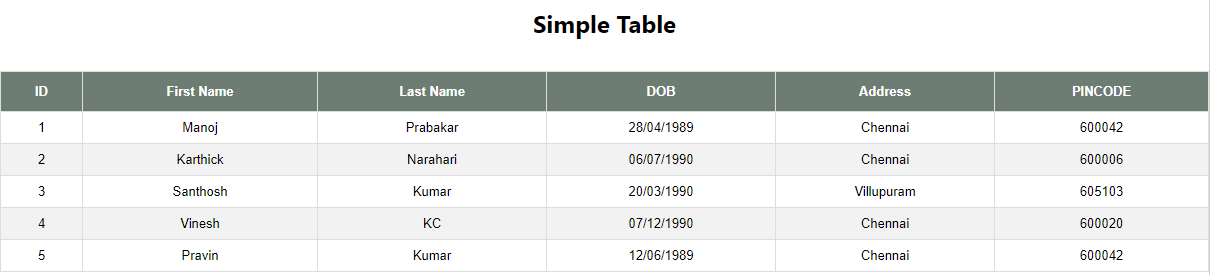 Simple Table
ID First Name Last Name DOB Address PINCODE
1 Manoj Prabakar 28/04/1989 Chennai 600042
2 Karthick Narahari 06/07/1990 Chennai 600006
3 Santhosh Kumar 20/03/1990 Villupuram 605103
4 Vinesh KC 07/12/1990 Chennai 600020
5 Pravin Kumar 12/06/1989 Chennai 600042